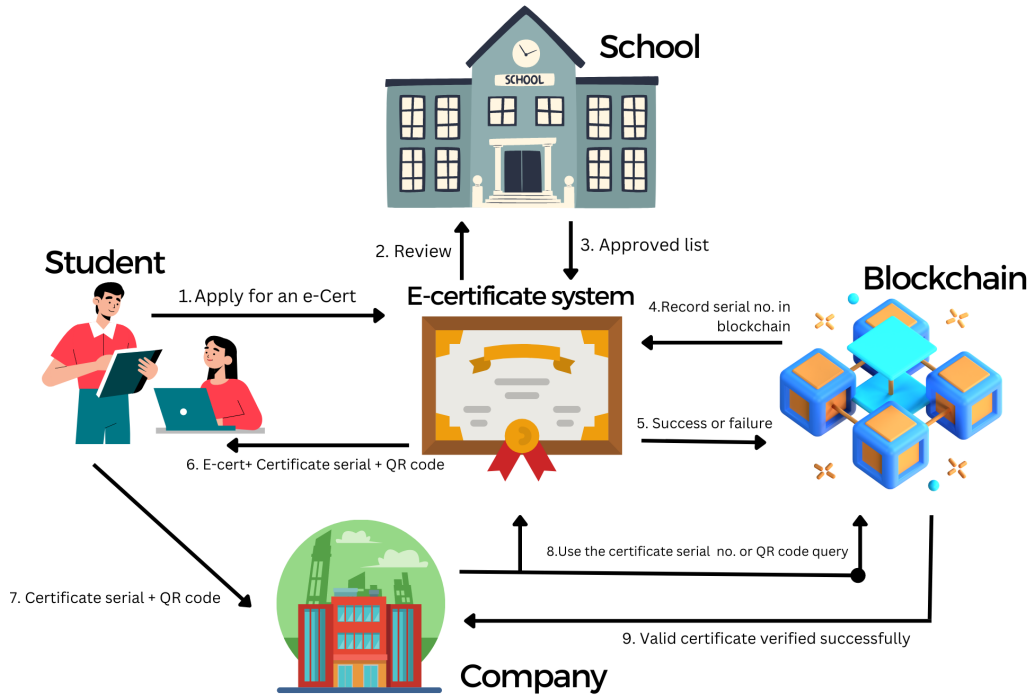 School
SCHOOL
2. Review
3. Approved list
Student
1.Apply for an e-Cert
E-certificate system
Blockchain
4.Record serial no. in
blockchain
5. Success or failure
6. E-cert+ Certificate serial + QR code
7. Certificate serial + QR code
8.Use the certificate serial no. or QR code query
9. Valid certificate verified successfully
Company